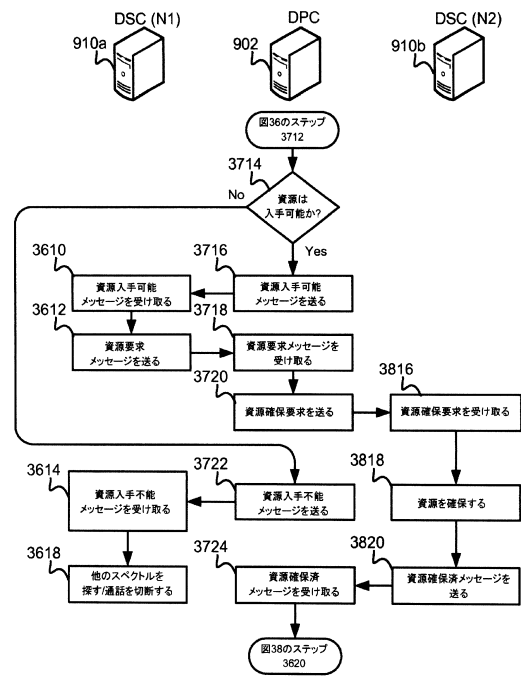 DSC (N1)
DPC
DSC (N2)
910a
902
910b
図36のステップ
3712
3714
資源は
入手可能か?
No
Yes
3610
資源入手可能
メッセージを受け取る
3716
資源入手可能
メッセージを送る
3612
資源要求
メッセージを送る
3718
資源要求メッセージを
受け取る
3720
資源確保要求を送る
3816
資源確保要求を受け取る
3818
資源を確保する
3614
資源入手不能
メッセージを受け取る
3722
資源入手不能
メッセージを送る
3618
他のスペクトルを
探す/通話を切断する
3724
資源確保済
メッセージを受け取る
3820
資源確保済メッセージを
送る
図38のステップ
3620